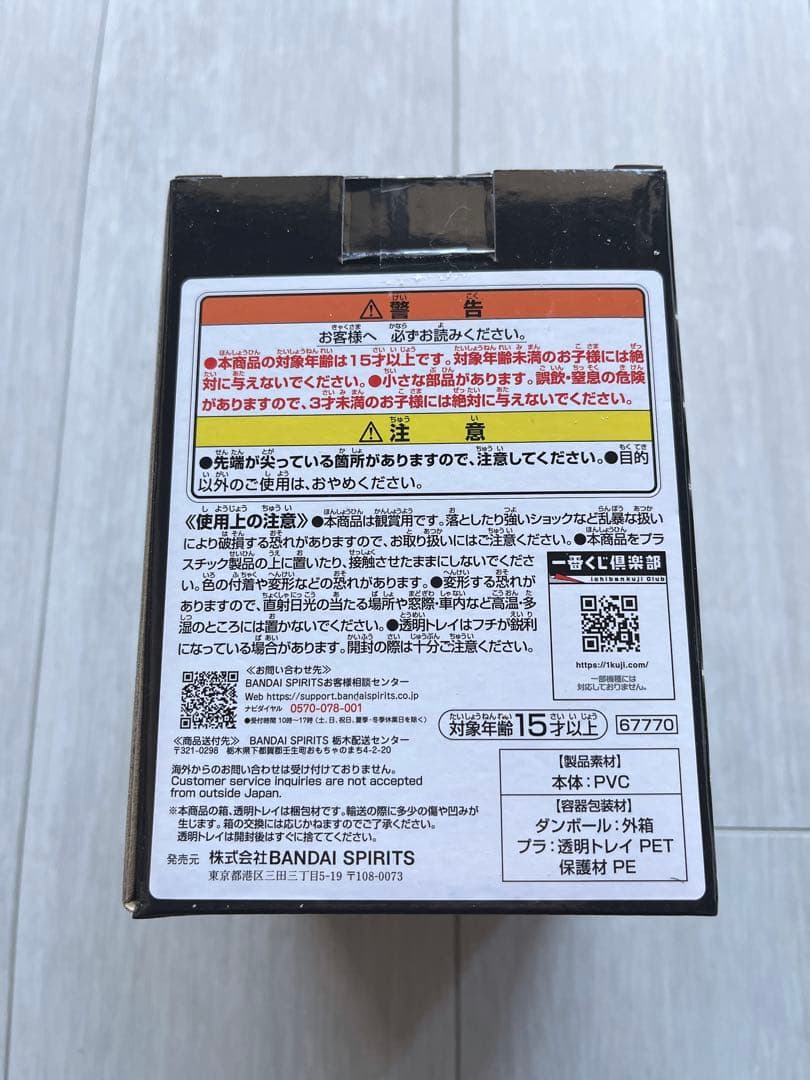 ⚠ 警告
お客様へ 必ずお読みください。
●本商品の対象年齢は15才以上です。対象年齢未満のお子様には絶
対に与えないでください。●小さな部品があります。誤飲・窒息の危険
がありますので、3才未満のお子様には絶対に与えないでください。
⚠ 注意
●先端が尖っている箇所がありますので、注意してください。●目的
以外のご使用は、おやめください。
《使用上の注意》●本商品は観賞用です。落としたり強いショックなど乱暴な扱い
により破損する恐れがありますので、お取り扱いにはご注意ください。●本商品をプラ
スチック製品の上に置いたり、接触させたままにしないでくださ
い。色の付着や変形などの恐れがあります。●変形する恐れが
ありますので、直射日光の当たる場所や窓際・車内など高温・多
湿のところには置かないでください。●透明トレイはフチが鋭利
になっている場合があります。開封の際は十分ご注意ください。
一番くじ倶楽部
ichibankuji Club
https://1kuji.com/
一部機種には
対応しておりません。
≪お問い合わせ先≫
BANDAI SPIRITSお客様相談センター
Web https://support.bandaispirits.co.jp
ナビダイヤル 0570-078-001
●受付時間 10時〜17時(土、日、祝日、夏季・冬季休業日を除く)
≪商品送付先≫ BANDAI SPIRITS 栃木配送センター
〒321-0298 栃木県下都賀郡壬生町おもちゃのまち4-2-20
対象年齢15才以上
67770
海外からのお問い合わせは受け付けておりません。
Customer service inquiries are not accepted
from outside Japan.
※本商品の箱、透明トレイは梱包材です。輸送の際に多少の傷や凹みが
生じます。箱の交換には応じかねますのでご了承ください。
透明トレイは開封後はすぐに捨ててください。
発売元 株式会社BANDAI SPIRITS
東京都港区三田三丁目5-19 〒108-0073
【製品素材】
本体：PVC
【容器包装材】
ダンボール：外箱
プラ：透明トレイ PET
保護材 PE